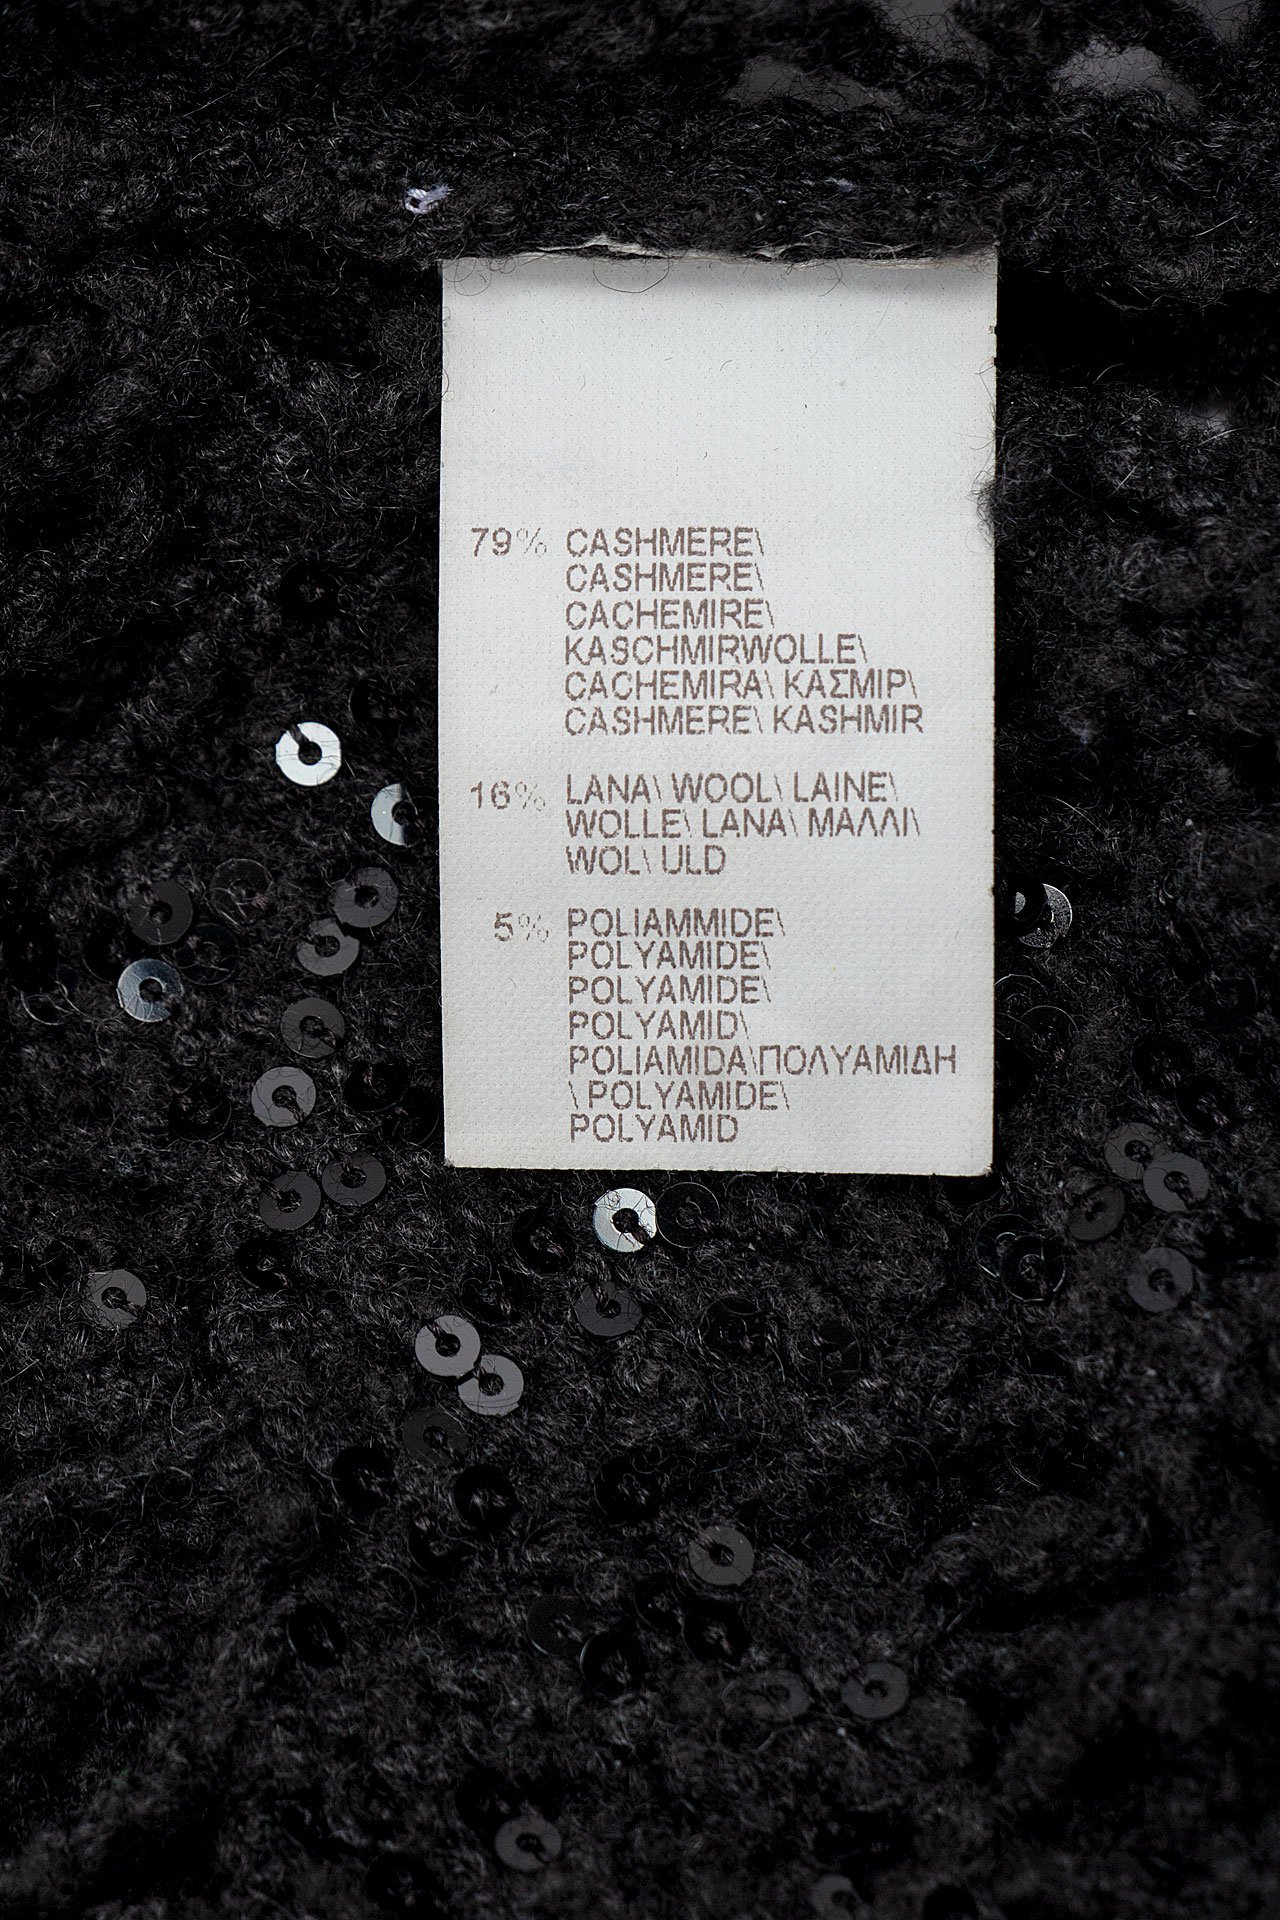 79% CASHMERE\
CASHMERE\
CACHEMIRE\
KASCHMIRWOLLE\
CACHEMIRA\ ΚΑΣΜΙΡ\
CASHMERE\ KASHMIR
16% LANA\ WOOL\ LAINE\
WOLLE\ LANA\ ΜΑΛΛΙ\
WOL\ ULD
5% POLIAMMIDE\
POLYAMIDE\
POLYAMIDE\
POLYAMID\
POLIAMIDA\ΠΟΛΥΑΜΙΔΗ
\ POLYAMIDE\
POLYAMID